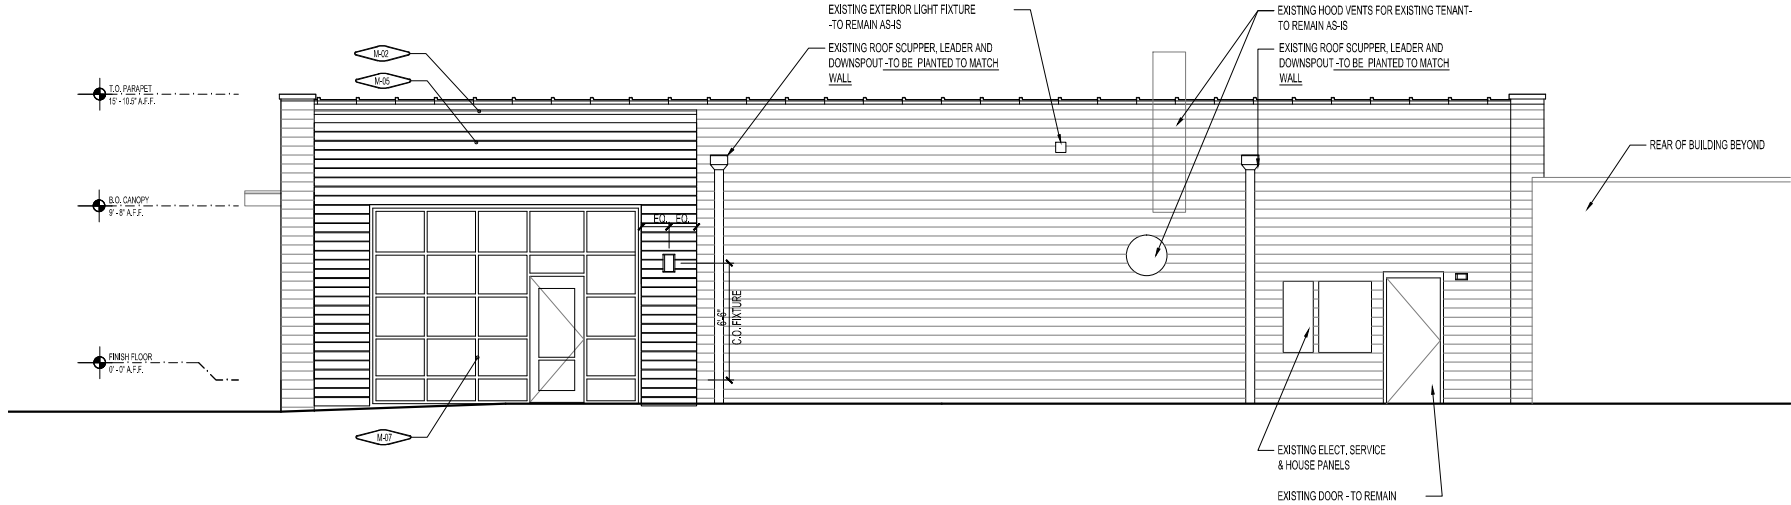 EXISTING EXTERIOR LIGHT FIXTURE
-TO REMAIN AS-IS
EXISTING ROOF SCUPPER, LEADER AND
DOWNSPOUT -TO BE PIANTED TO MATCH
WALL
EXISTING HOOD VENTS FOR EXISTING TENANT-
TO REMAIN AS-IS
EXISTING ROOF SCUPPER, LEADER AND
DOWNSPOUT -TO BE PIANTED TO MATCH
WALL
M-02
M-05
T.O. PARAPET
15' - 10.5" A.F.F.
REAR OF BUILDING BEYOND
B.O. CANOPY
9' - 8" A.F.F.
EQ. EQ.
6'-6"
C.O. FIXTURE
FINISH FLOOR
0' - 0" A.F.F.
M-07
EXISTING ELECT. SERVICE
& HOUSE PANELS
EXISTING DOOR - TO REMAIN